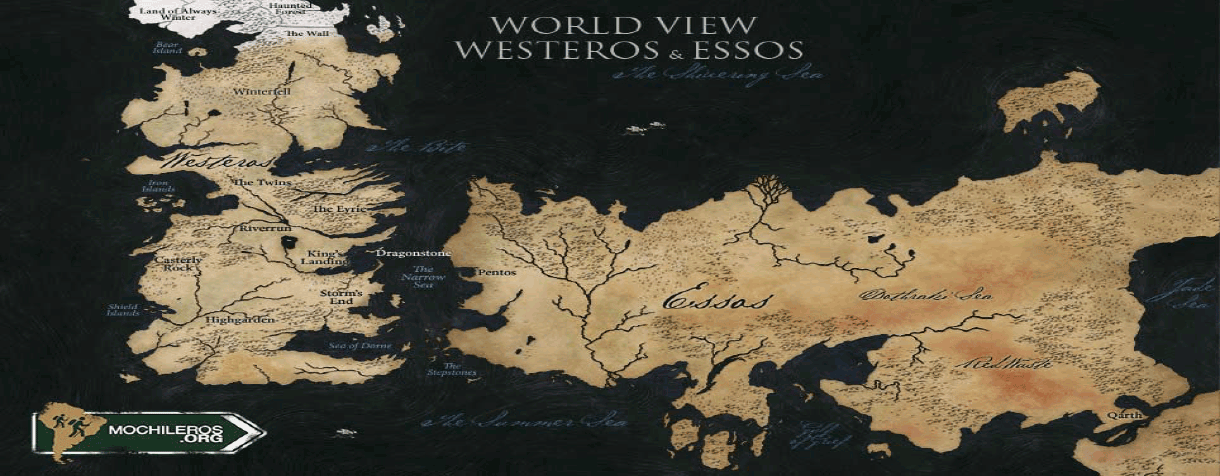 WORLD VIEW
WESTEROS & ESSOS
The Shivering Sea
Land of Always
Winter
Haunted
Forest
The Wall
Bear
Island
Winterfell
The Bite
Westeros
Iron
Islands
The Twins
The Eyrie
Riverrun
Casterly
Rock
King's
Landing
Dragonstone
The
Narrow
Sea
Pentos
Storm's
End
Shield
Islands
Highgarden
Sea of Dorne
The
Stepstones
Essos
Dothraki Sea
Jade
Sea
Red Waste
Qarth
The Summer Sea
MOCHILEROS
.ORG